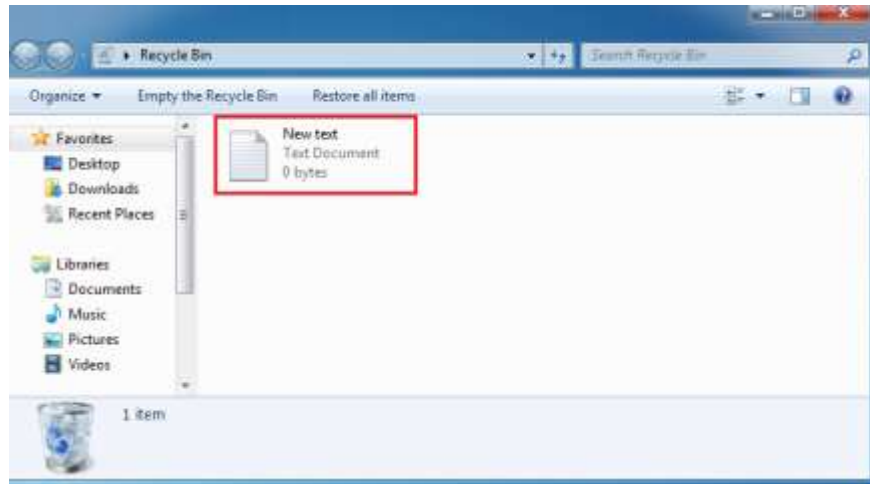 Recycle Bin
Search Recycle Bin
Organize
Empty the Recycle Bin
Restore all items
Favorites
Desktop
Downloads
Recent Places
Libraries
Documents
Music
Pictures
Videos
New text
Text Document
0 bytes
1 item